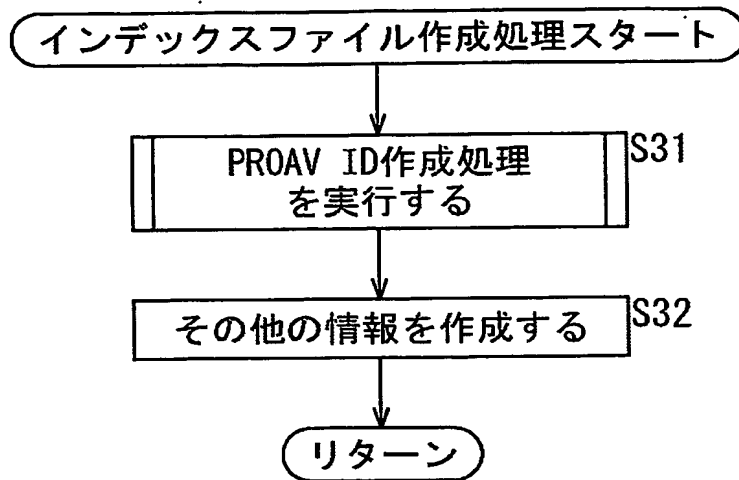 インデックスファイル作成処理スタート
PROAV ID作成処理
を実行する
S31
その他の情報を作成する
S32
リターン